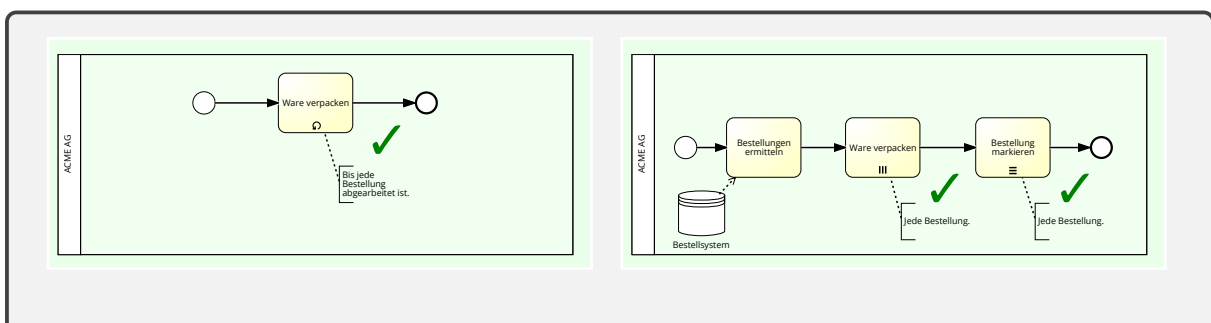 ACME AG
Ware verpacken
Bis jede
Bestellung
abgearbeitet ist.
ACME AG
Bestellungen
ermitteln
Ware verpacken
Bestellung
markieren
Jede Bestellung.
Jede Bestellung.
Bestellsystem